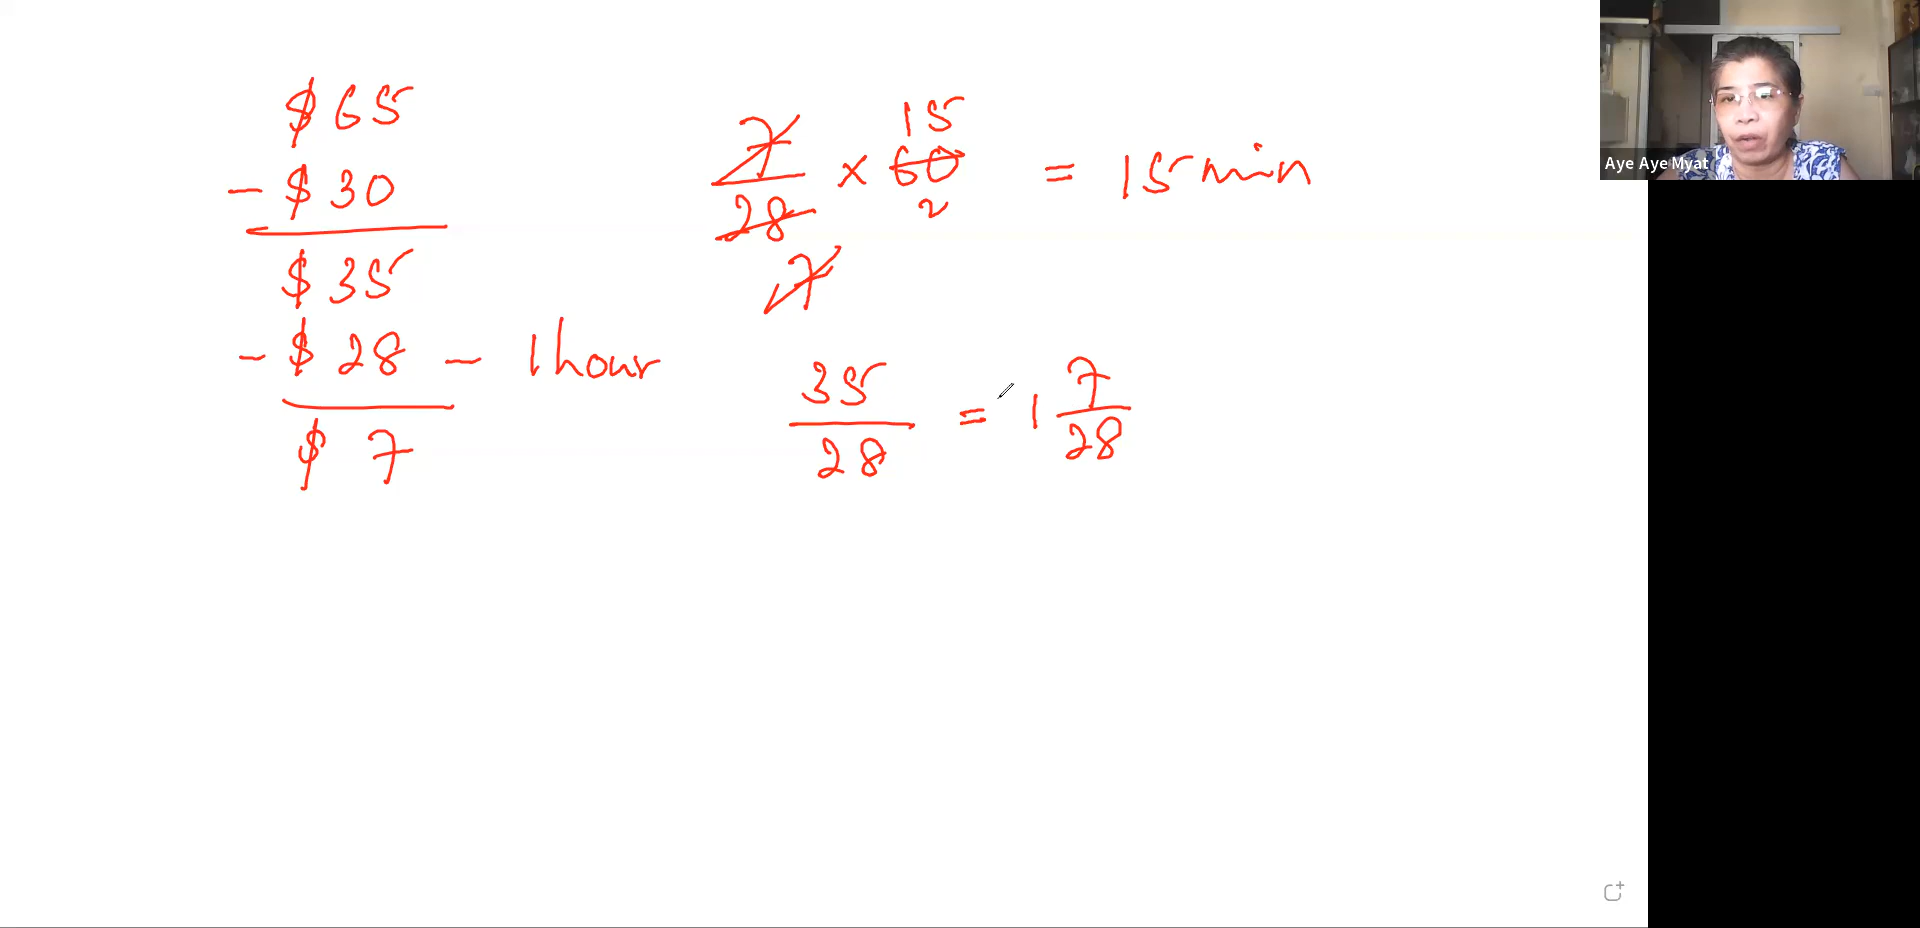 $ 65
- $ 30
$ 35
- $ 28 - 1 hour
$ 7
15
7/28 × 60 = 15 min
2
7
35/28 = 1 7/28
Aye Aye Myat